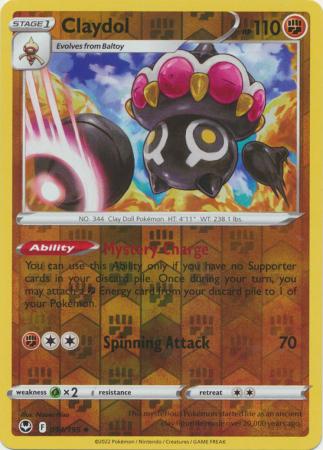 STAGE 1
Claydol
HP 110
Evolves from Baltoy
NO. 344 Clay Doll Pokémon HT: 4'11" WT: 238.1 lbs.
Ability Mystery Charge
You can use this Ability only if you have no Supporter
cards in your discard pile. Once during your turn, you
may attach a Energy card from your discard pile to 1 of
your Pokémon.
Spinning Attack 70
weakness ×2 resistance retreat
F /195
This mysterious Pokémon started life as an ancient
clay figurine made over 20,000 years ago.
©2022 Pokémon / Nintendo / Creatures / GAME FREAK